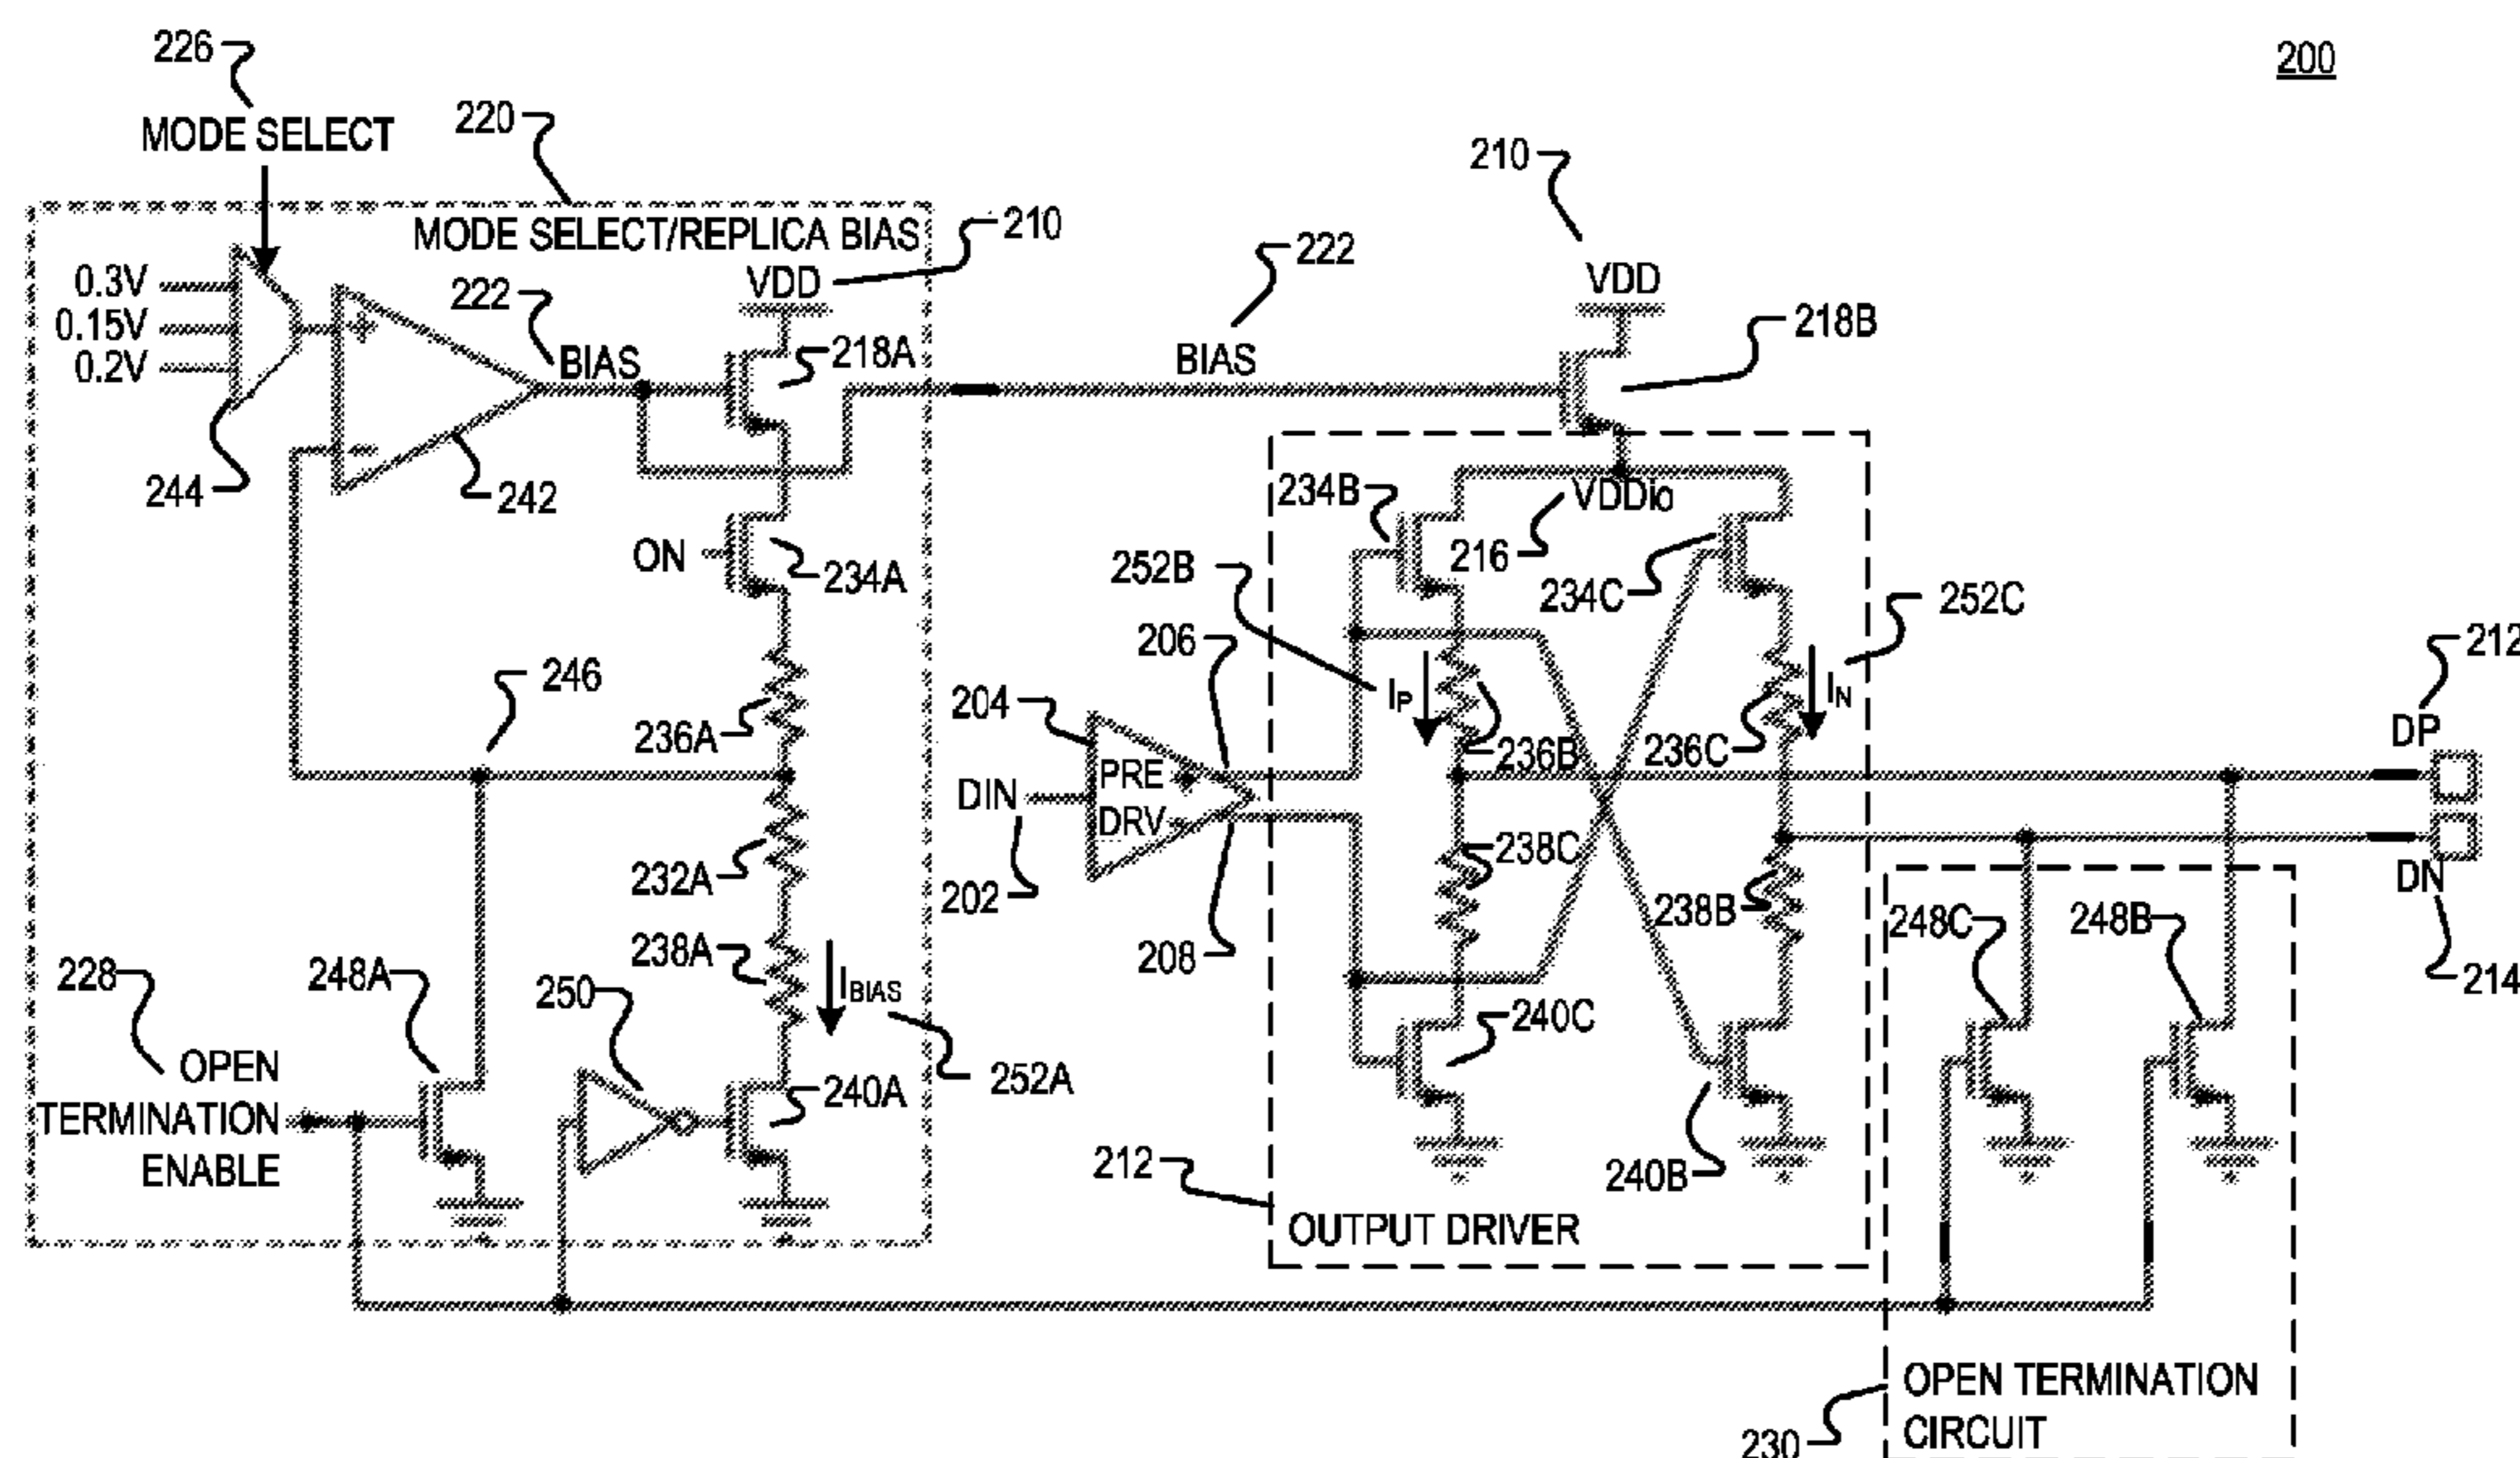 200
226
MODE SELECT
220
210
MODE SELECT/REPLICA BIAS
210
VDD
222
VDD
0.3V
0.15V
0.2V
222
BIAS
218A
BIAS
218B
244
242
234B
VDDio
216
ON
234A
252B
234C
252C
206
246
204
236A
IP
236B
236C
IN
212
DP
PRE +
DRV -
DIN
202
232A
238C
238B
DN
248C
248B
214
208
238A
IBIAS
228
248A
250
252A
240A
240C
240B
OPEN
TERMINATION
ENABLE
212
OUTPUT DRIVER
OPEN TERMINATION
CIRCUIT
230
+
-